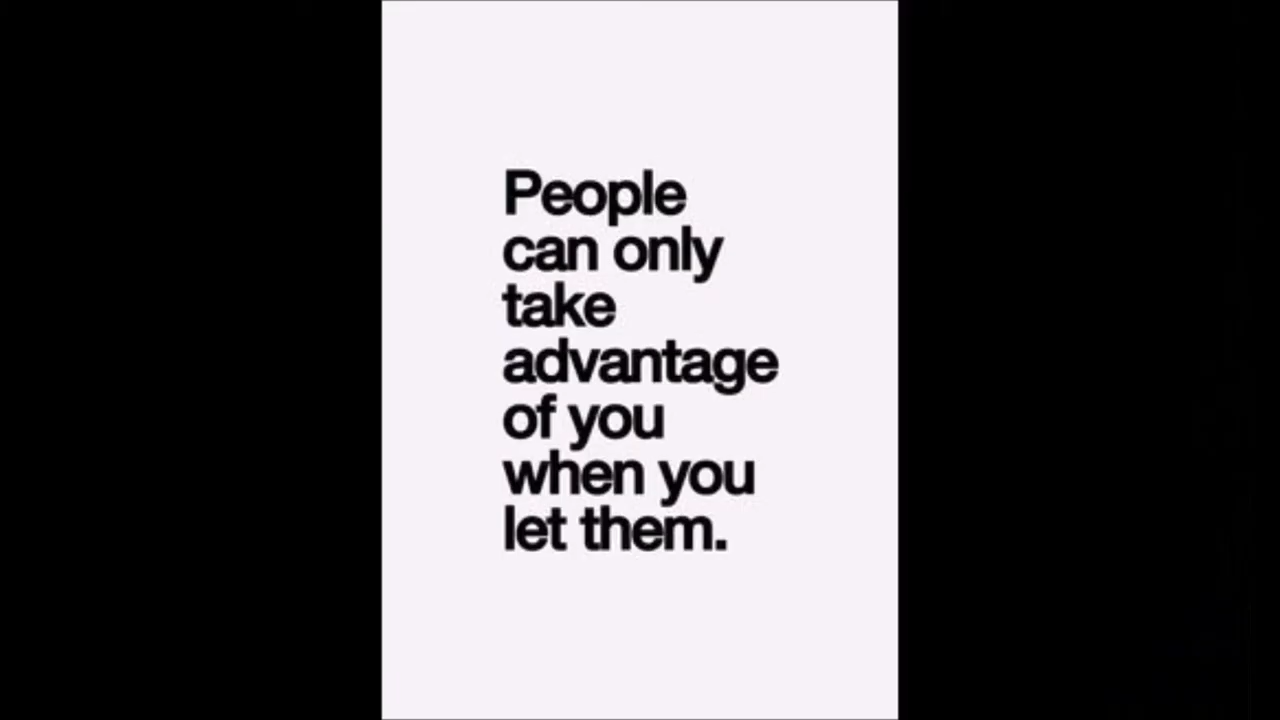 People
can only
take
advantage
of you
when you
let them.